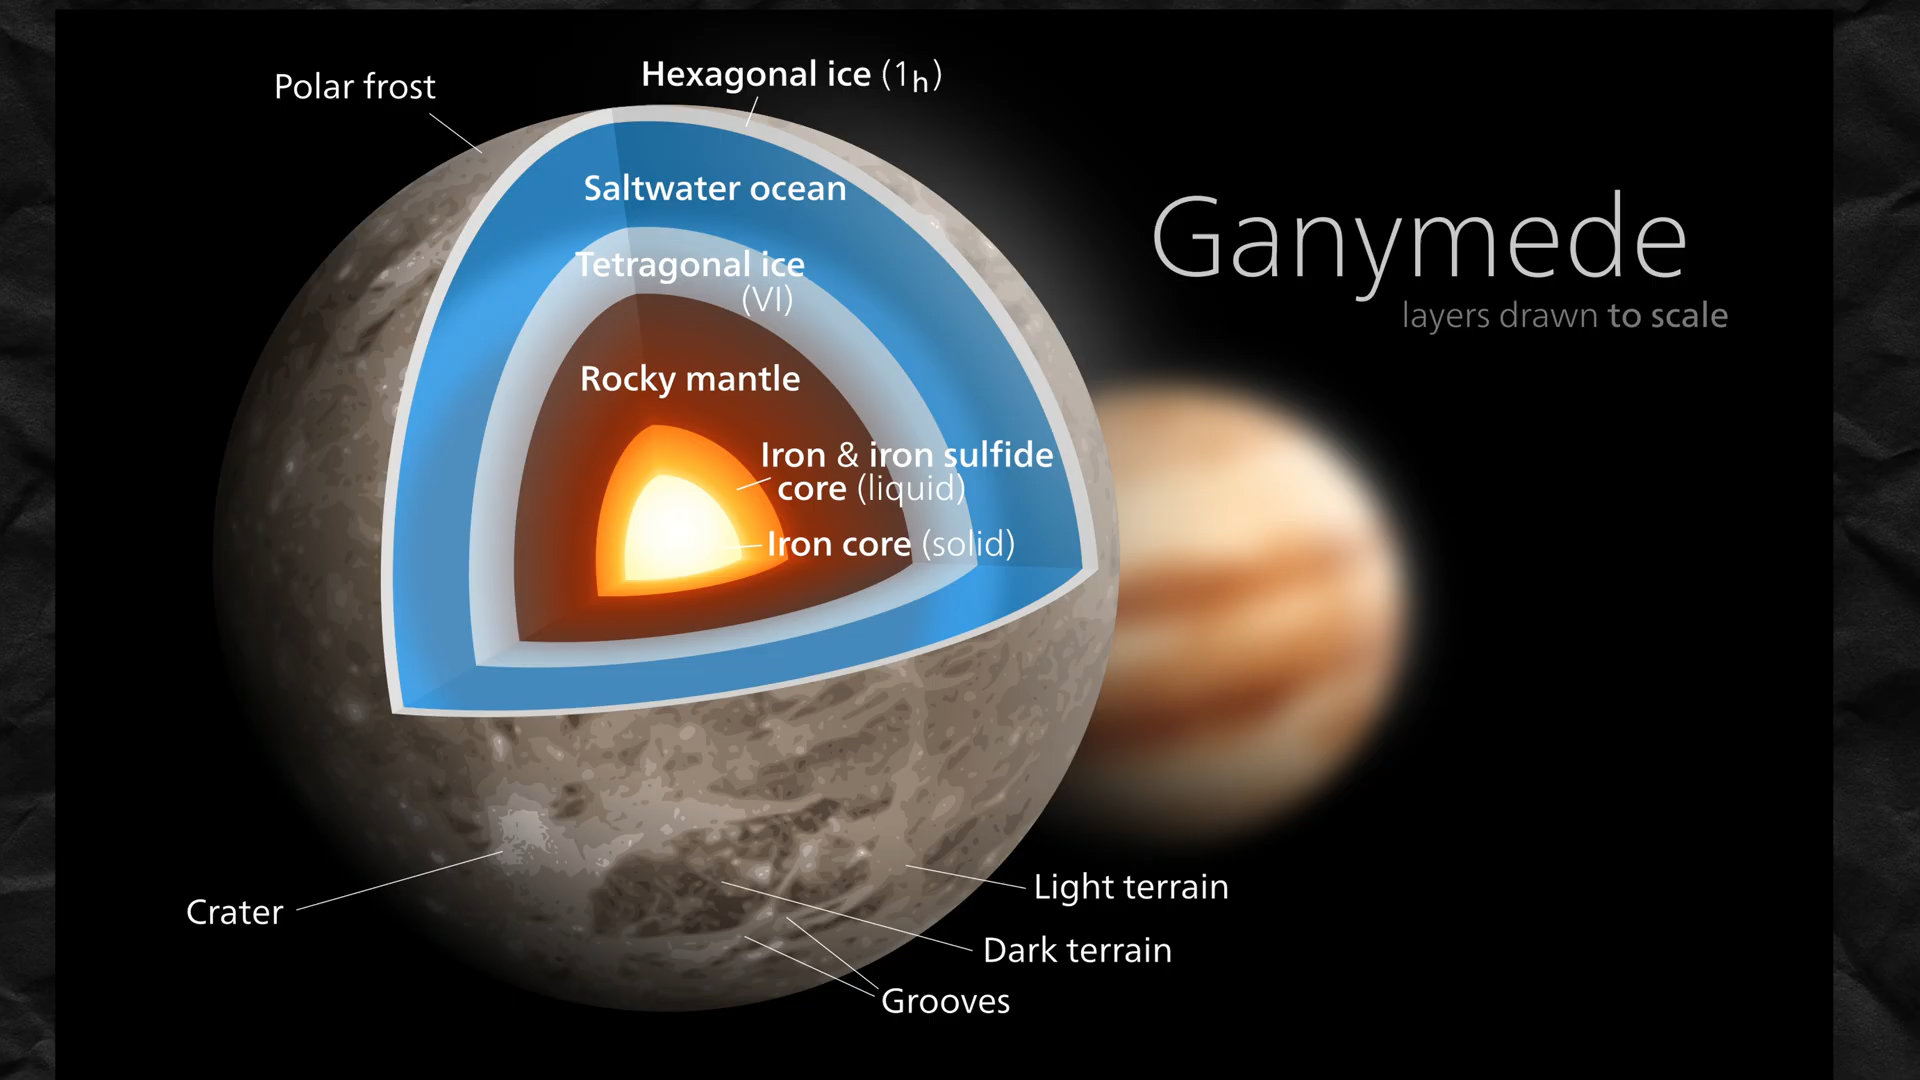 Polar frost
Hexagonal ice (1h)
Saltwater ocean
Tetragonal ice
(VI)
Rocky mantle
Iron & iron sulfide
core (liquid)
Iron core (solid)
Ganymede
layers drawn to scale
Crater
Light terrain
Dark terrain
Grooves